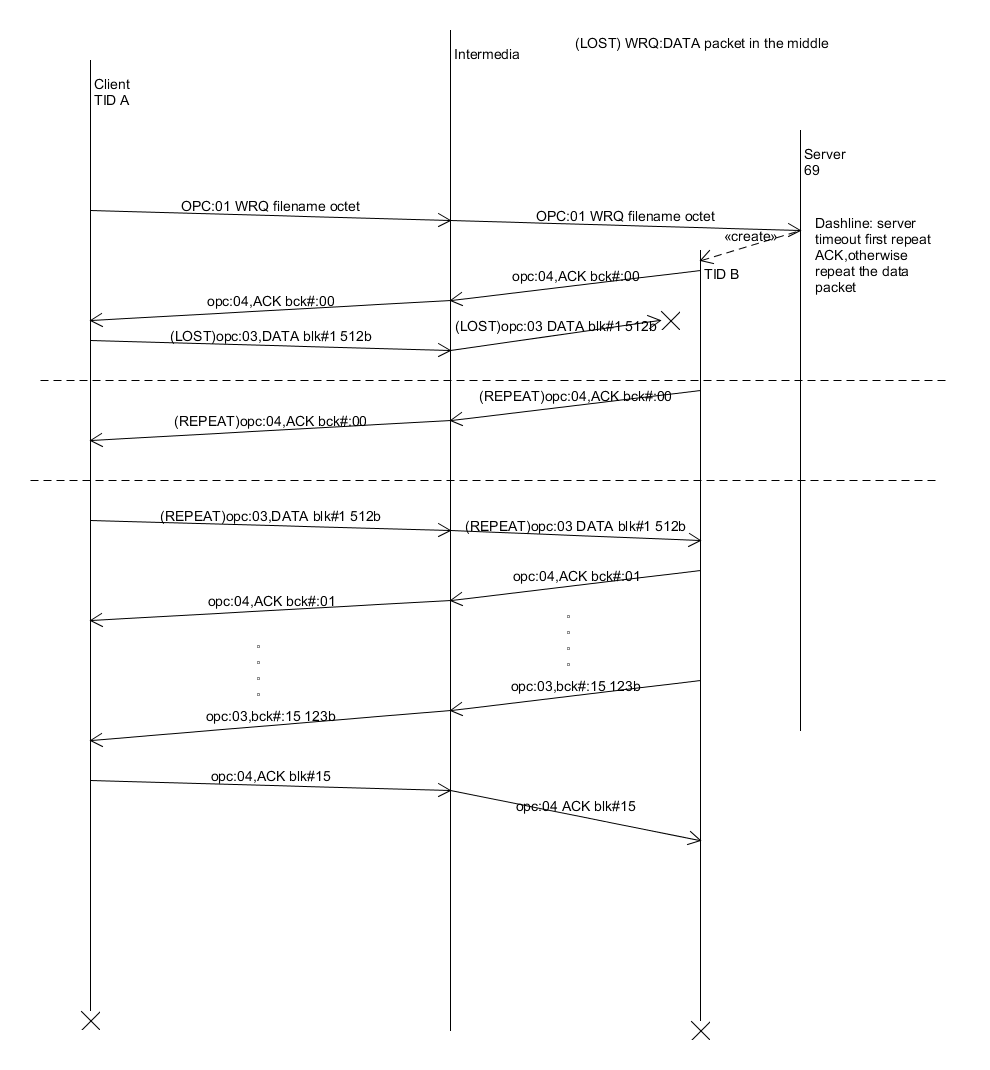 (LOST) WRQ:DATA packet in the middle
Intermedia
Client
TID A
Server
69
OPC:01 WRQ filename octet
OPC:01 WRQ filename octet
Dashline: server
timeout first repeat
ACK,otherwise
repeat the data
packet
«create»
TID B
opc:04,ACK bck#:00
opc:04,ACK bck#:00
(LOST)opc:03,DATA blk#1 512b
(LOST)opc:03 DATA blk#1 512b
(REPEAT)opc:04,ACK bck#:00
(REPEAT)opc:04,ACK bck#:00
(REPEAT)opc:03,DATA blk#1 512b
(REPEAT)opc:03 DATA blk#1 512b
opc:04,ACK bck#:01
opc:04,ACK bck#:01
opc:03,bck#:15 123b
opc:03,bck#:15 123b
opc:04,ACK blk#15
opc:04 ACK blk#15